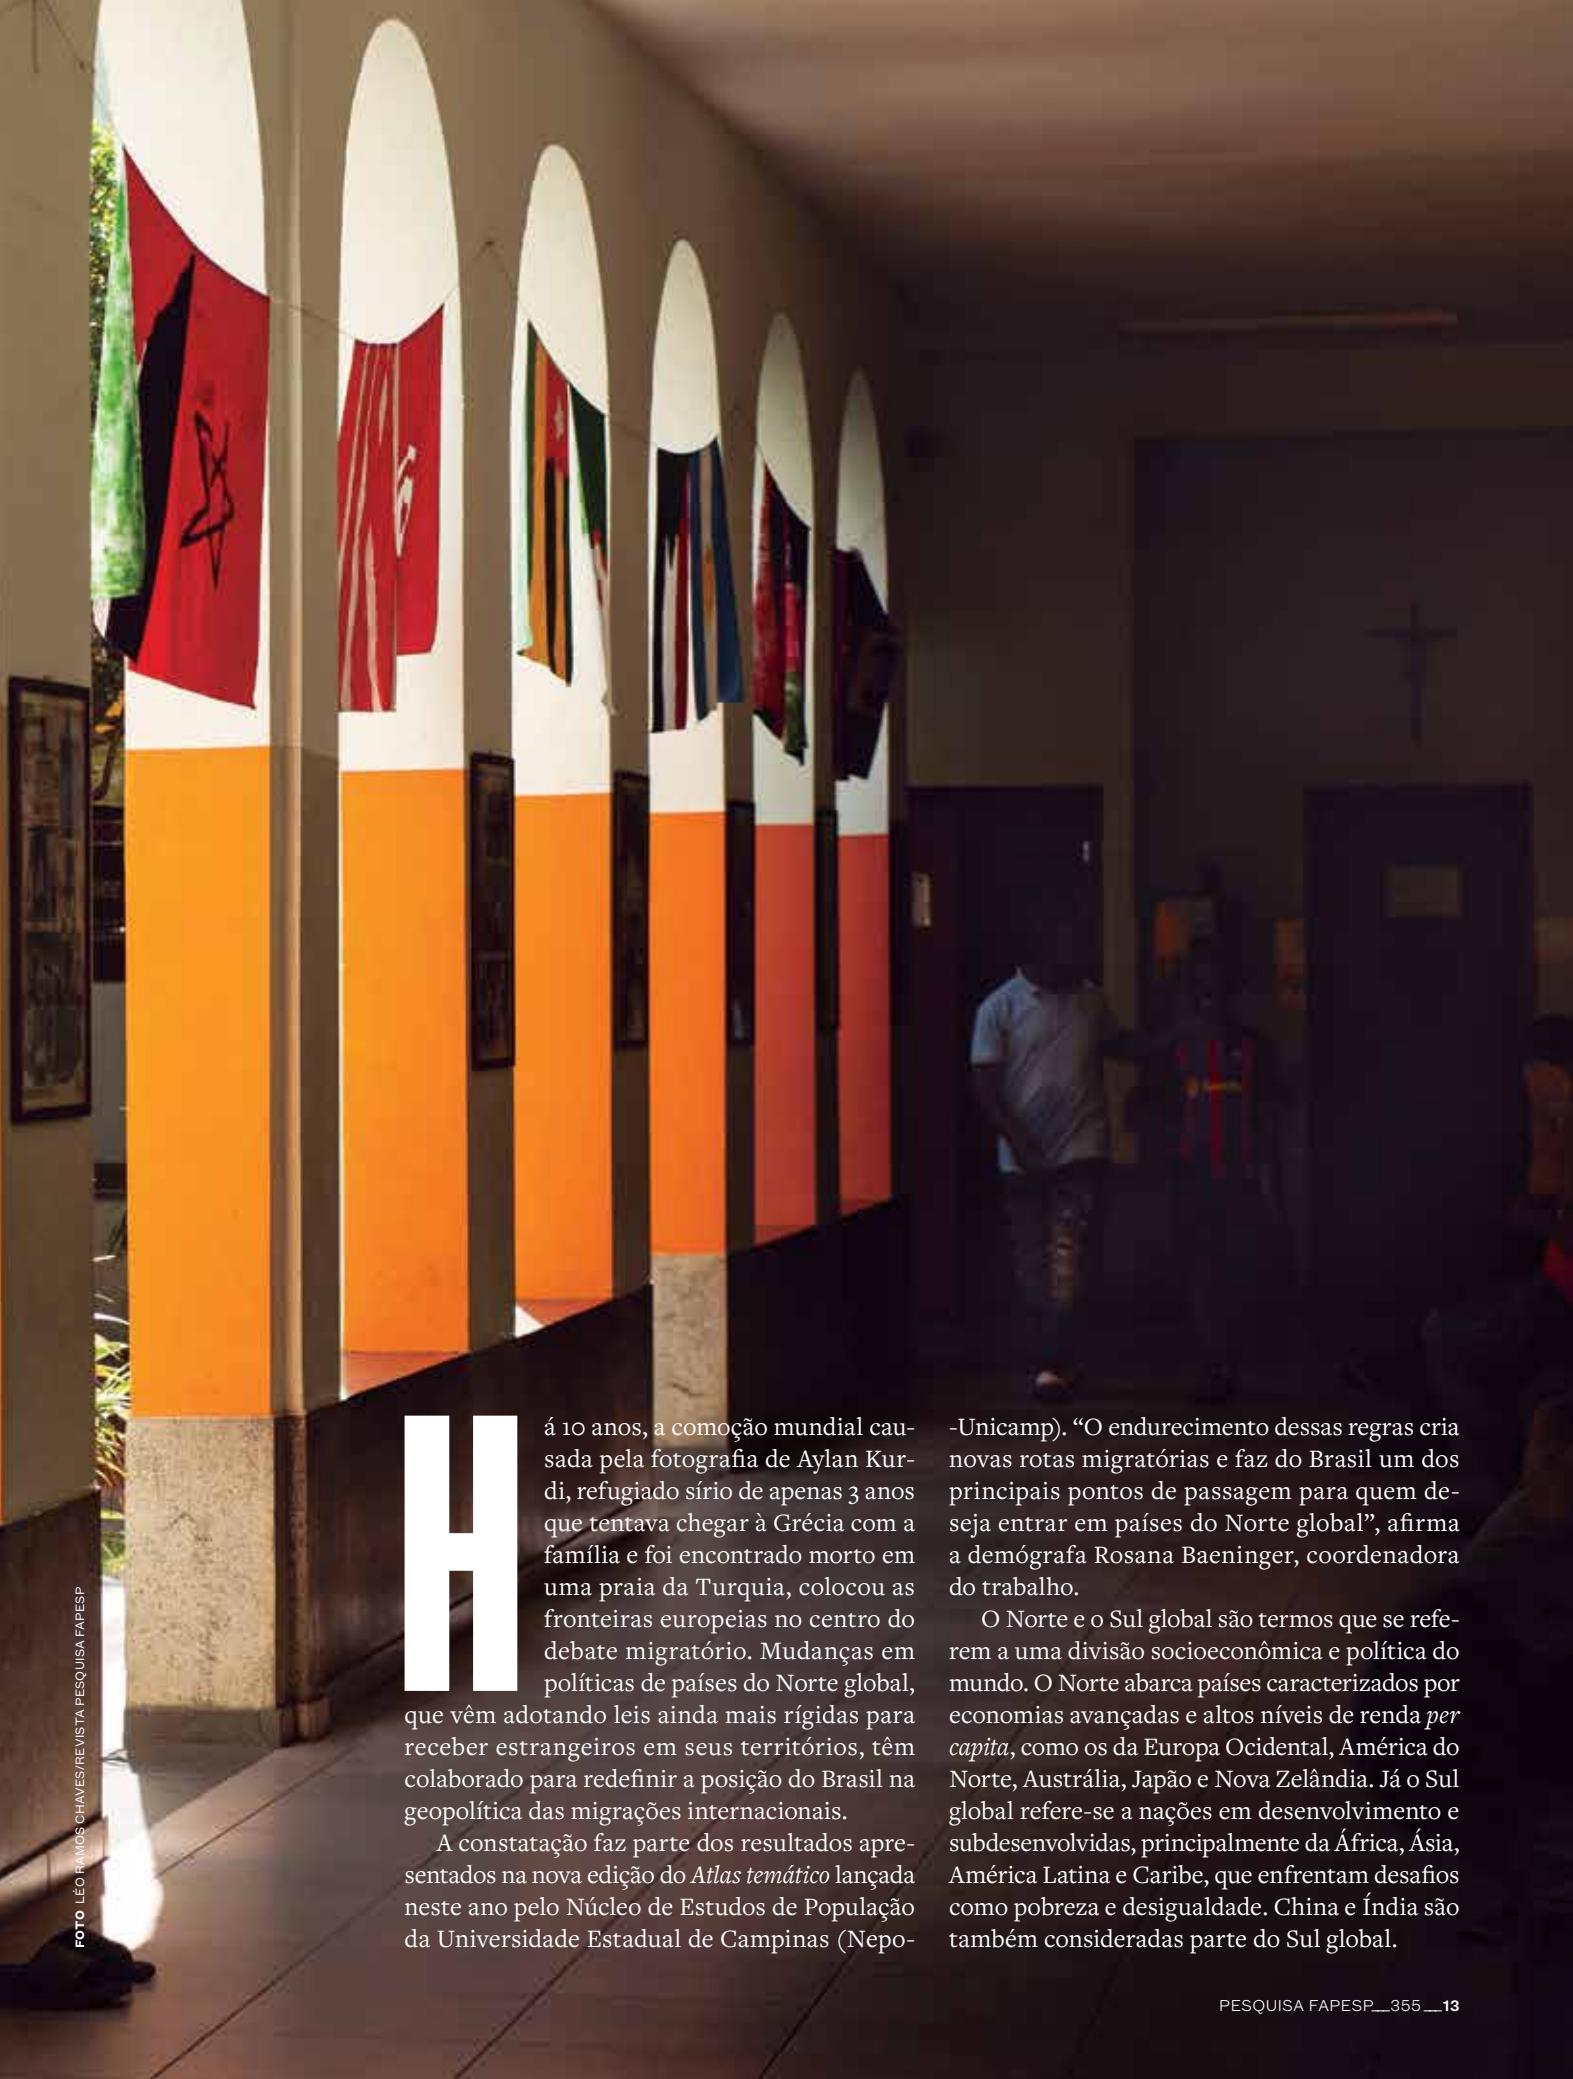 Há 10 anos, a comoção mundial cau-
sada pela fotografia de Aylan Kur-
di, refugiado sírio de apenas 3 anos
que tentava chegar à Grécia com a
família e foi encontrado morto em
uma praia da Turquia, colocou as
fronteiras europeias no centro do
debate migratório. Mudanças em
políticas de países do Norte global,
que vêm adotando leis ainda mais rígidas para
receber estrangeiros em seus territórios, têm
colaborado para redefinir a posição do Brasil na
geopolítica das migrações internacionais.
A constatação faz parte dos resultados apre-
sentados na nova edição do Atlas temático lançada
neste ano pelo Núcleo de Estudos de População
da Universidade Estadual de Campinas (Nepo-
-Unicamp). “O endurecimento dessas regras cria
novas rotas migratórias e faz do Brasil um dos
principais pontos de passagem para quem de-
seja entrar em países do Norte global”, afirma
a demógrafa Rosana Baeninger, coordenadora
do trabalho.
O Norte e o Sul global são termos que se refe-
rem a uma divisão socioeconômica e política do
mundo. O Norte abarca países caracterizados por
economias avançadas e altos níveis de renda per
capita, como os da Europa Ocidental, América do
Norte, Austrália, Japão e Nova Zelândia. Já o Sul
global refere-se a nações em desenvolvimento e
subdesenvolvidas, principalmente da África, Ásia,
América Latina e Caribe, que enfrentam desafios
como pobreza e desigualdade. China e Índia são
também consideradas parte do Sul global.
FOTO LÉO RAMOS CHAVES/REVISTA PESQUISA FAPESP
PESQUISA FAPESP 355 13